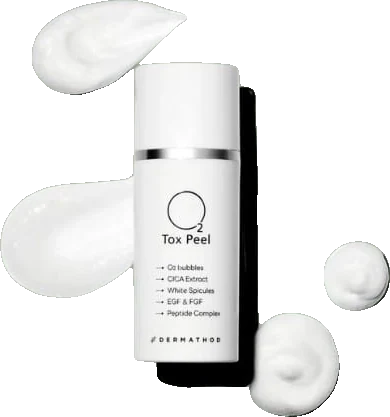 O2
Tox Peel
→ O2 bubbles
→ CICA Extract
→ White Spicules
→ EGF & FGF
→ Peptide Complex
DERMATHOD